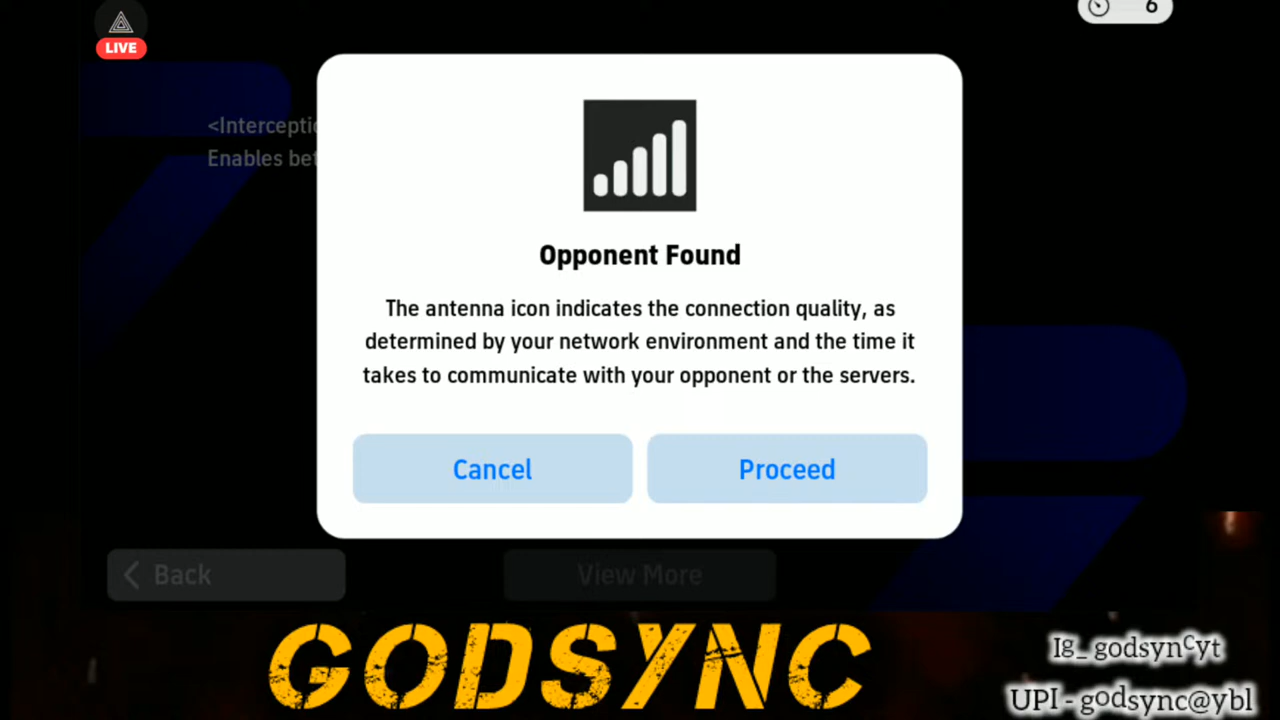 LIVE
6
<Interceptio
Enables bet
Opponent Found
The antenna icon indicates the connection quality, as
determined by your network environment and the time it
takes to communicate with your opponent or the servers.
Cancel
Proceed
Back
View More
GODSYNC
Ig_ godsyncyt
UPI - godsync@ybl